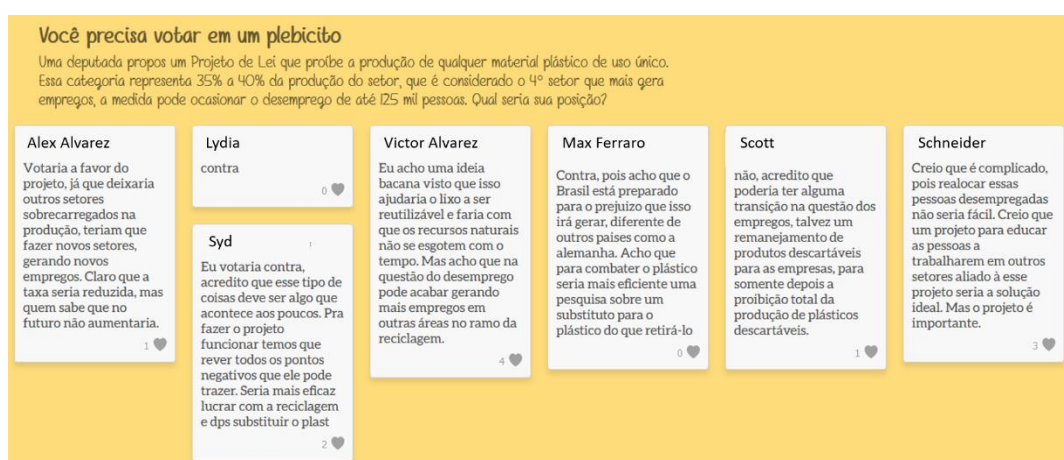 Você precisa votar em um plebicito
Uma deputada propos um Projeto de Lei que proíbe a produção de qualquer material plástico de uso único.
Essa categoria representa 35% a 40% da produção do setor, que é considerado o 4º setor que mais gera
empregos, a medida pode ocasionar o desemprego de até 125 mil pessoas. Qual seria sua posição?
Alex Alvarez
Votaria a favor do
projeto, já que deixaria
outros setores
sobrecarregados na
produção, teriam que
fazer novos setores,
gerando novos
empregos. Claro que a
taxa seria reduzida, mas
quem sabe que no
futuro não aumentaria.
1
Lydia
contra
0
Syd
Eu votaria contra,
acredito que esse tipo de
coisas deve ser algo que
acontece aos poucos. Pra
fazer o projeto
funcionar temos que
rever todos os pontos
negativos que ele pode
trazer. Seria mais eficaz
lucrar com a reciclagem
e dps substituir o plast
2
Victor Alvarez
Eu acho uma ideia
bacana visto que isso
ajudaria o lixo a ser
reutilizável e faria com
que os recursos naturais
não se esgotem com o
tempo. Mas acho que na
questão do desemprego
pode acabar gerando
mais empregos em
outras áreas no ramo da
reciclagem.
4
Max Ferraro
Contra, pois acho que o
Brasil está preparado
para o prejuizo que isso
irá gerar, diferente de
outros paises como a
alemanha. Acho que
para combater o plástico
seria mais eficiente uma
pesquisa sobre um
substituto para o
plástico do que retirá-lo
0
Scott
não, acredito que
poderia ter alguma
transição na questão dos
empregos, talvez um
remanejamento de
produtos descartáveis
para as empresas, para
somente depois a
proibição total da
produção de plásticos
descartáveis.
1
Schneider
Creio que é complicado,
pois realocar essas
pessoas desempregadas
não seria fácil. Creio que
um projeto para educar
as pessoas a
trabalharem em outros
setores aliado à esse
projeto seria a solução
ideal. Mas o projeto é
importante.
3